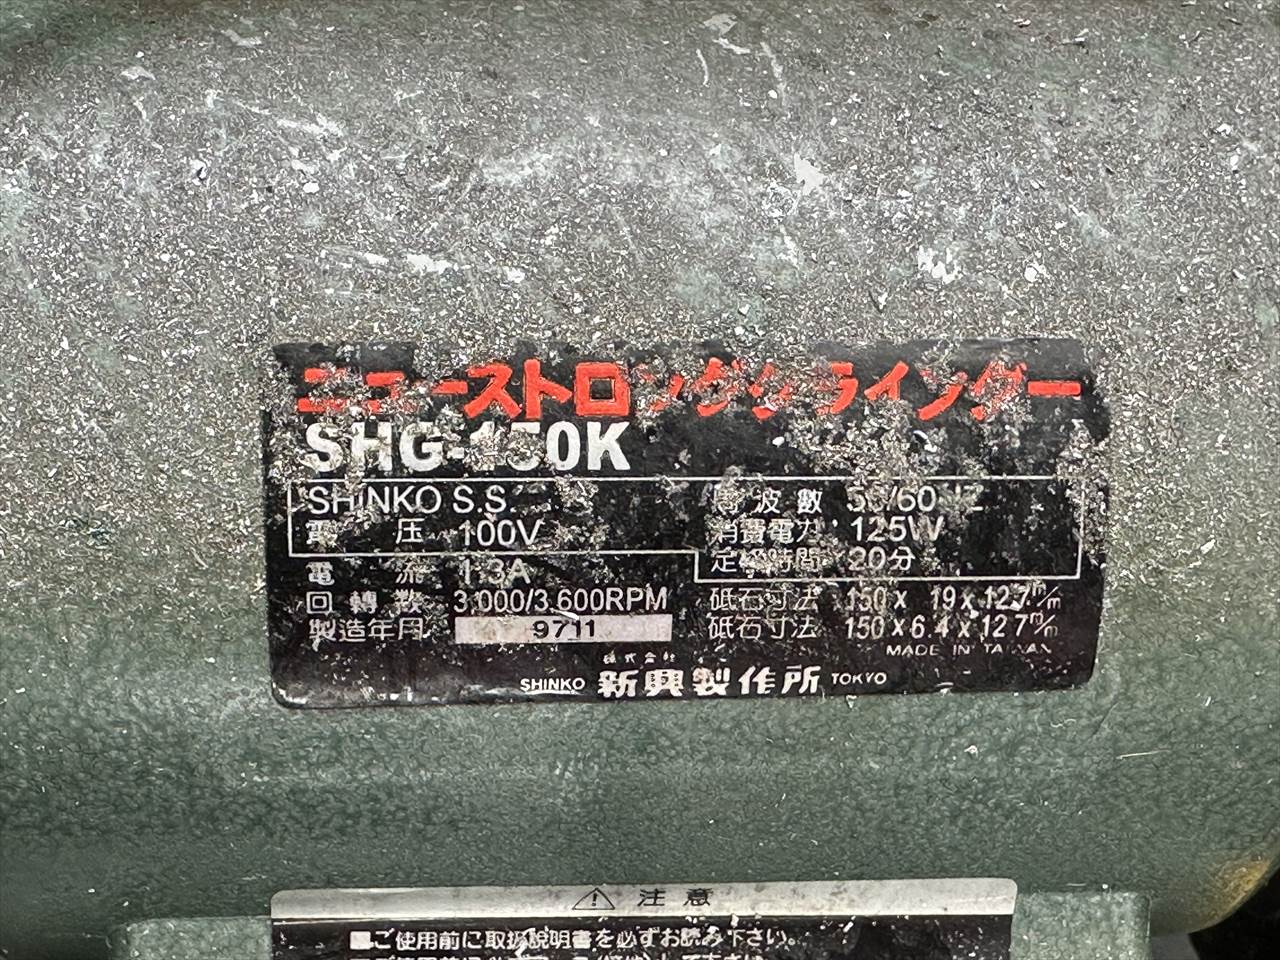 ニューストロンググラインダー
SHG-150K
SHINKO S.S.
電 圧 100V
電 流 1.3A
回 轉 数 3,000/3,600RPM
製造年月 9711
周 波 數 50/60HZ
消費電力 125W
定格時間 20分
砥石寸法 150 x 19 x 12.7m/m
砥石寸法 150 x 6.4 x 12.7m/m
MADE IN TAIWAN
株式会社
SHINKO 新興製作所 TOKYO
⚠ 注 意
■ご使用前に取扱説明書を必ずお読み下さい。